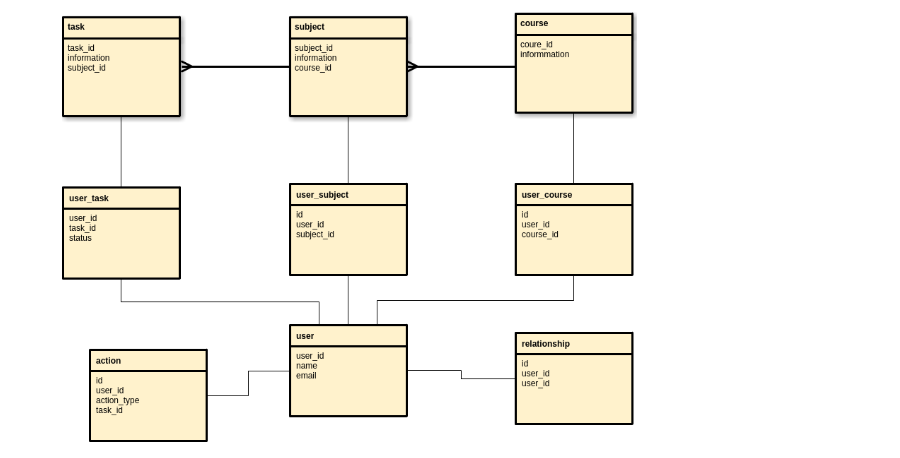 task
task_id
information
subject_id
subject
subject_id
information
course_id
course
coure_id
informmation
user_task
user_id
task_id
status
user_subject
id
user_id
subject_id
user_course
id
user_id
course_id
action
id
user_id
action_type
task_id
user
user_id
name
email
relationship
id
user_id
user_id